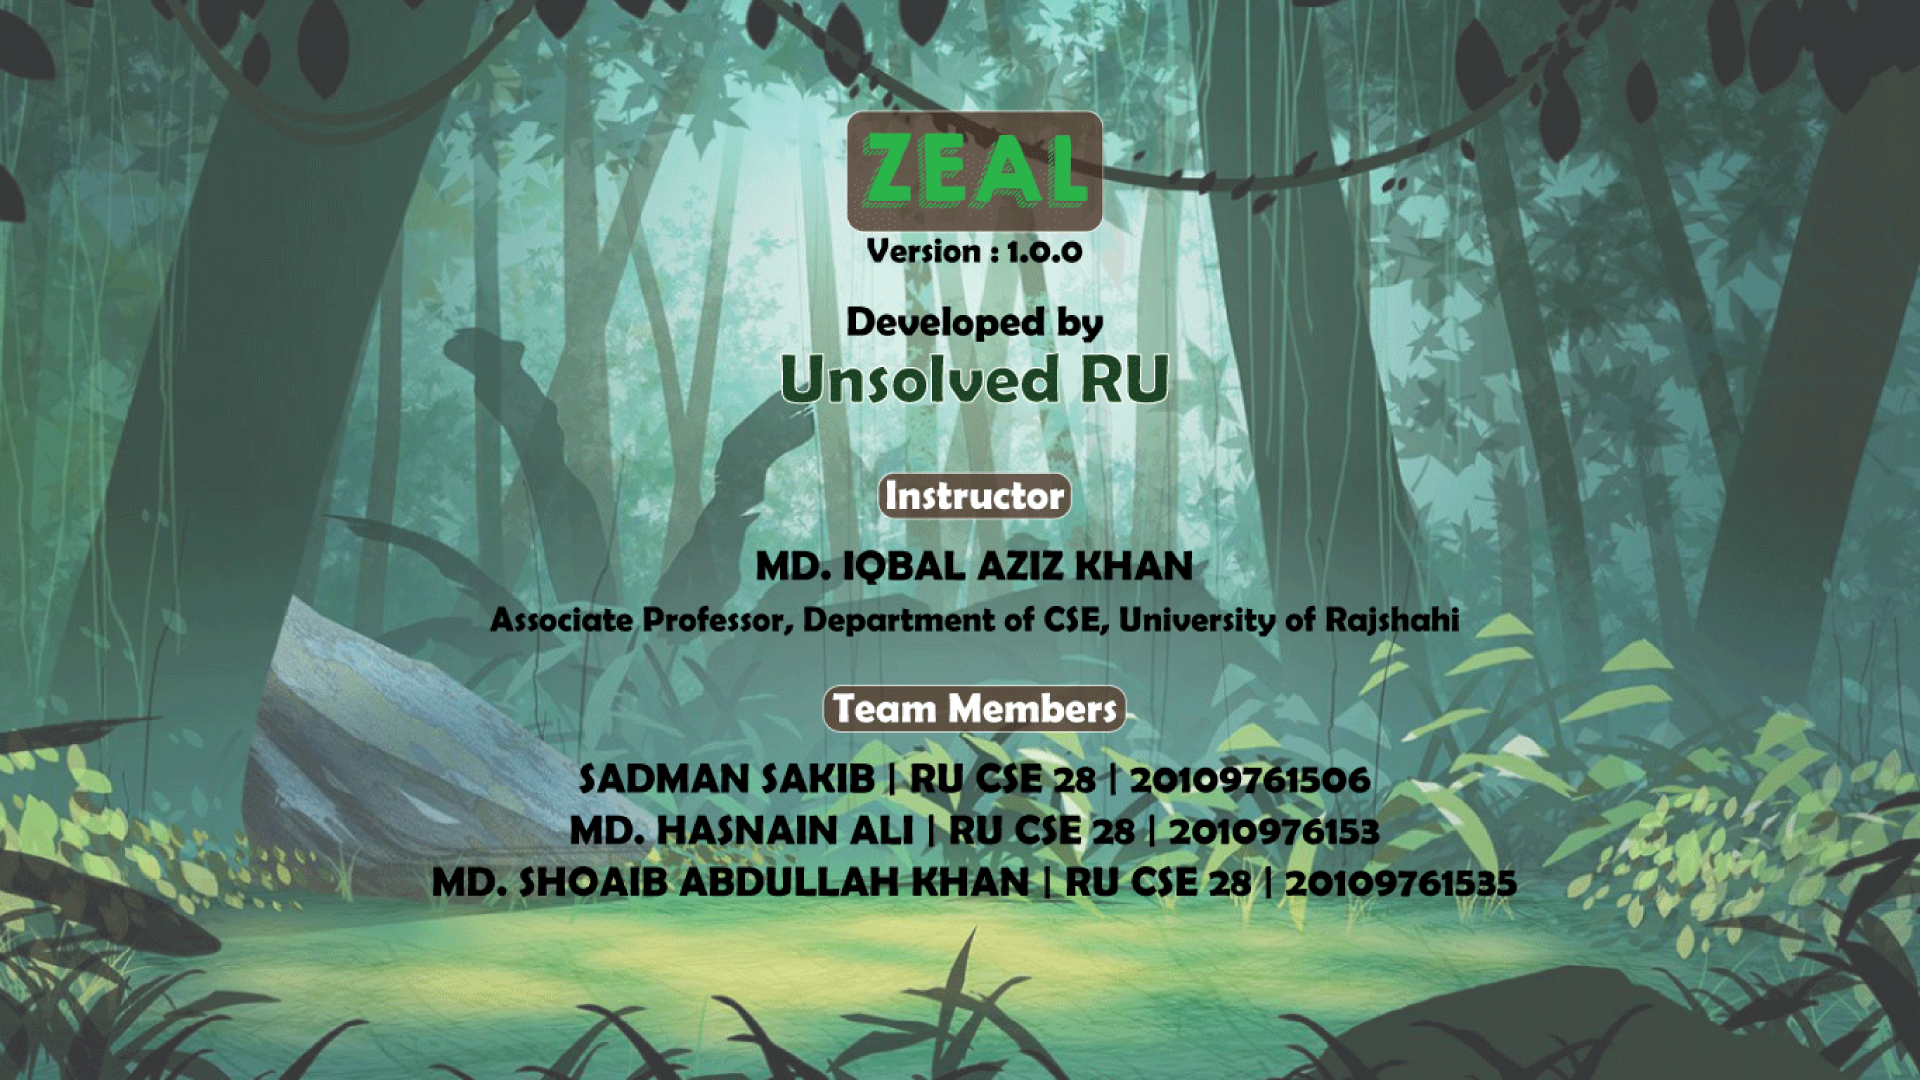 ZEAL
Version : 1.0.0
Developed by
Unsolved RU
Instructor
MD. IQBAL AZIZ KHAN
Associate Professor, Department of CSE, University of Rajshahi
Team Members
SADMAN SAKIB | RU CSE 28 | 20109761506
MD. HASNAIN ALI | RU CSE 28 | 2010976153
MD. SHOAIB ABDULLAH KHAN | RU CSE 28 | 20109761535